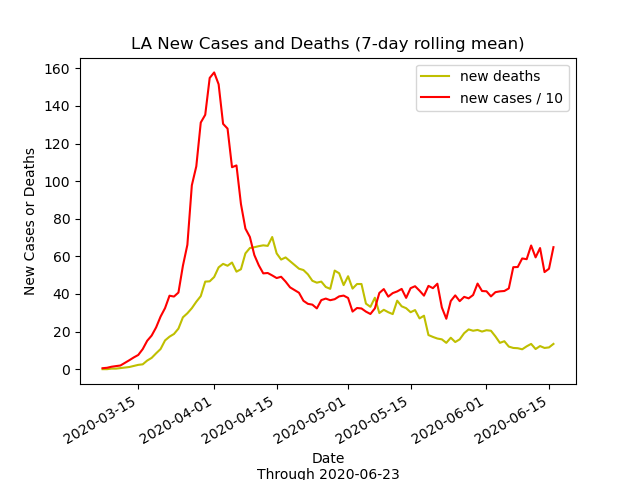 LA New Cases and Deaths (7-day rolling mean)
new deaths
new cases / 10
160
140
120
100
80
60
40
20
0
New Cases or Deaths
2020-03-15
2020-04-01
2020-04-15
2020-05-01
2020-05-15
2020-06-01
2020-06-15
Date
Through 2020-06-23